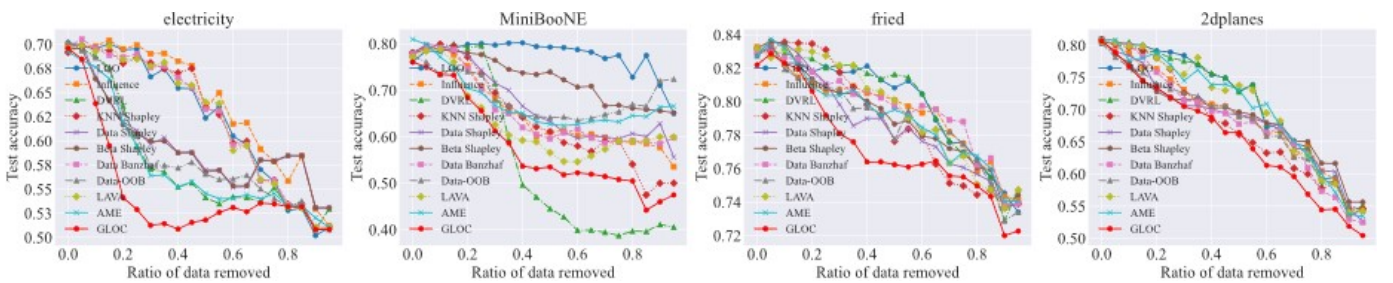 electricity
Test accuracy
0.70
0.68
0.65
0.63
0.60
0.58
0.55
0.53
0.50
LOO
Influence
DVRL
KNN Shapley
Data Shapley
Beta Shapley
Data Banzhaf
Data-OOB
LAVA
AME
GLOC
0.0 0.2 0.4 0.6 0.8
Ratio of data removed
MiniBooNE
Test accuracy
0.80
0.70
0.60
0.50
0.40
LOO
Influence
DVRL
KNN Shapley
Data Shapley
Beta Shapley
Data Banzhaf
Data-OOB
LAVA
AME
GLOC
0.0 0.2 0.4 0.6 0.8
Ratio of data removed
fried
Test accuracy
0.84
0.82
0.80
0.78
0.76
0.74
0.72
LOO
Influence
DVRL
KNN Shapley
Data Shapley
Beta Shapley
Data Banzhaf
Data-OOB
LAVA
AME
GLOC
0.0 0.2 0.4 0.6 0.8
Ratio of data removed
2dplanes
Test accuracy
0.80
0.75
0.70
0.65
0.60
0.55
0.50
LOO
Influence
DVRL
KNN Shapley
Data Shapley
Beta Shapley
Data Banzhaf
Data-OOB
LAVA
AME
GLOC
0.0 0.2 0.4 0.6 0.8
Ratio of data removed